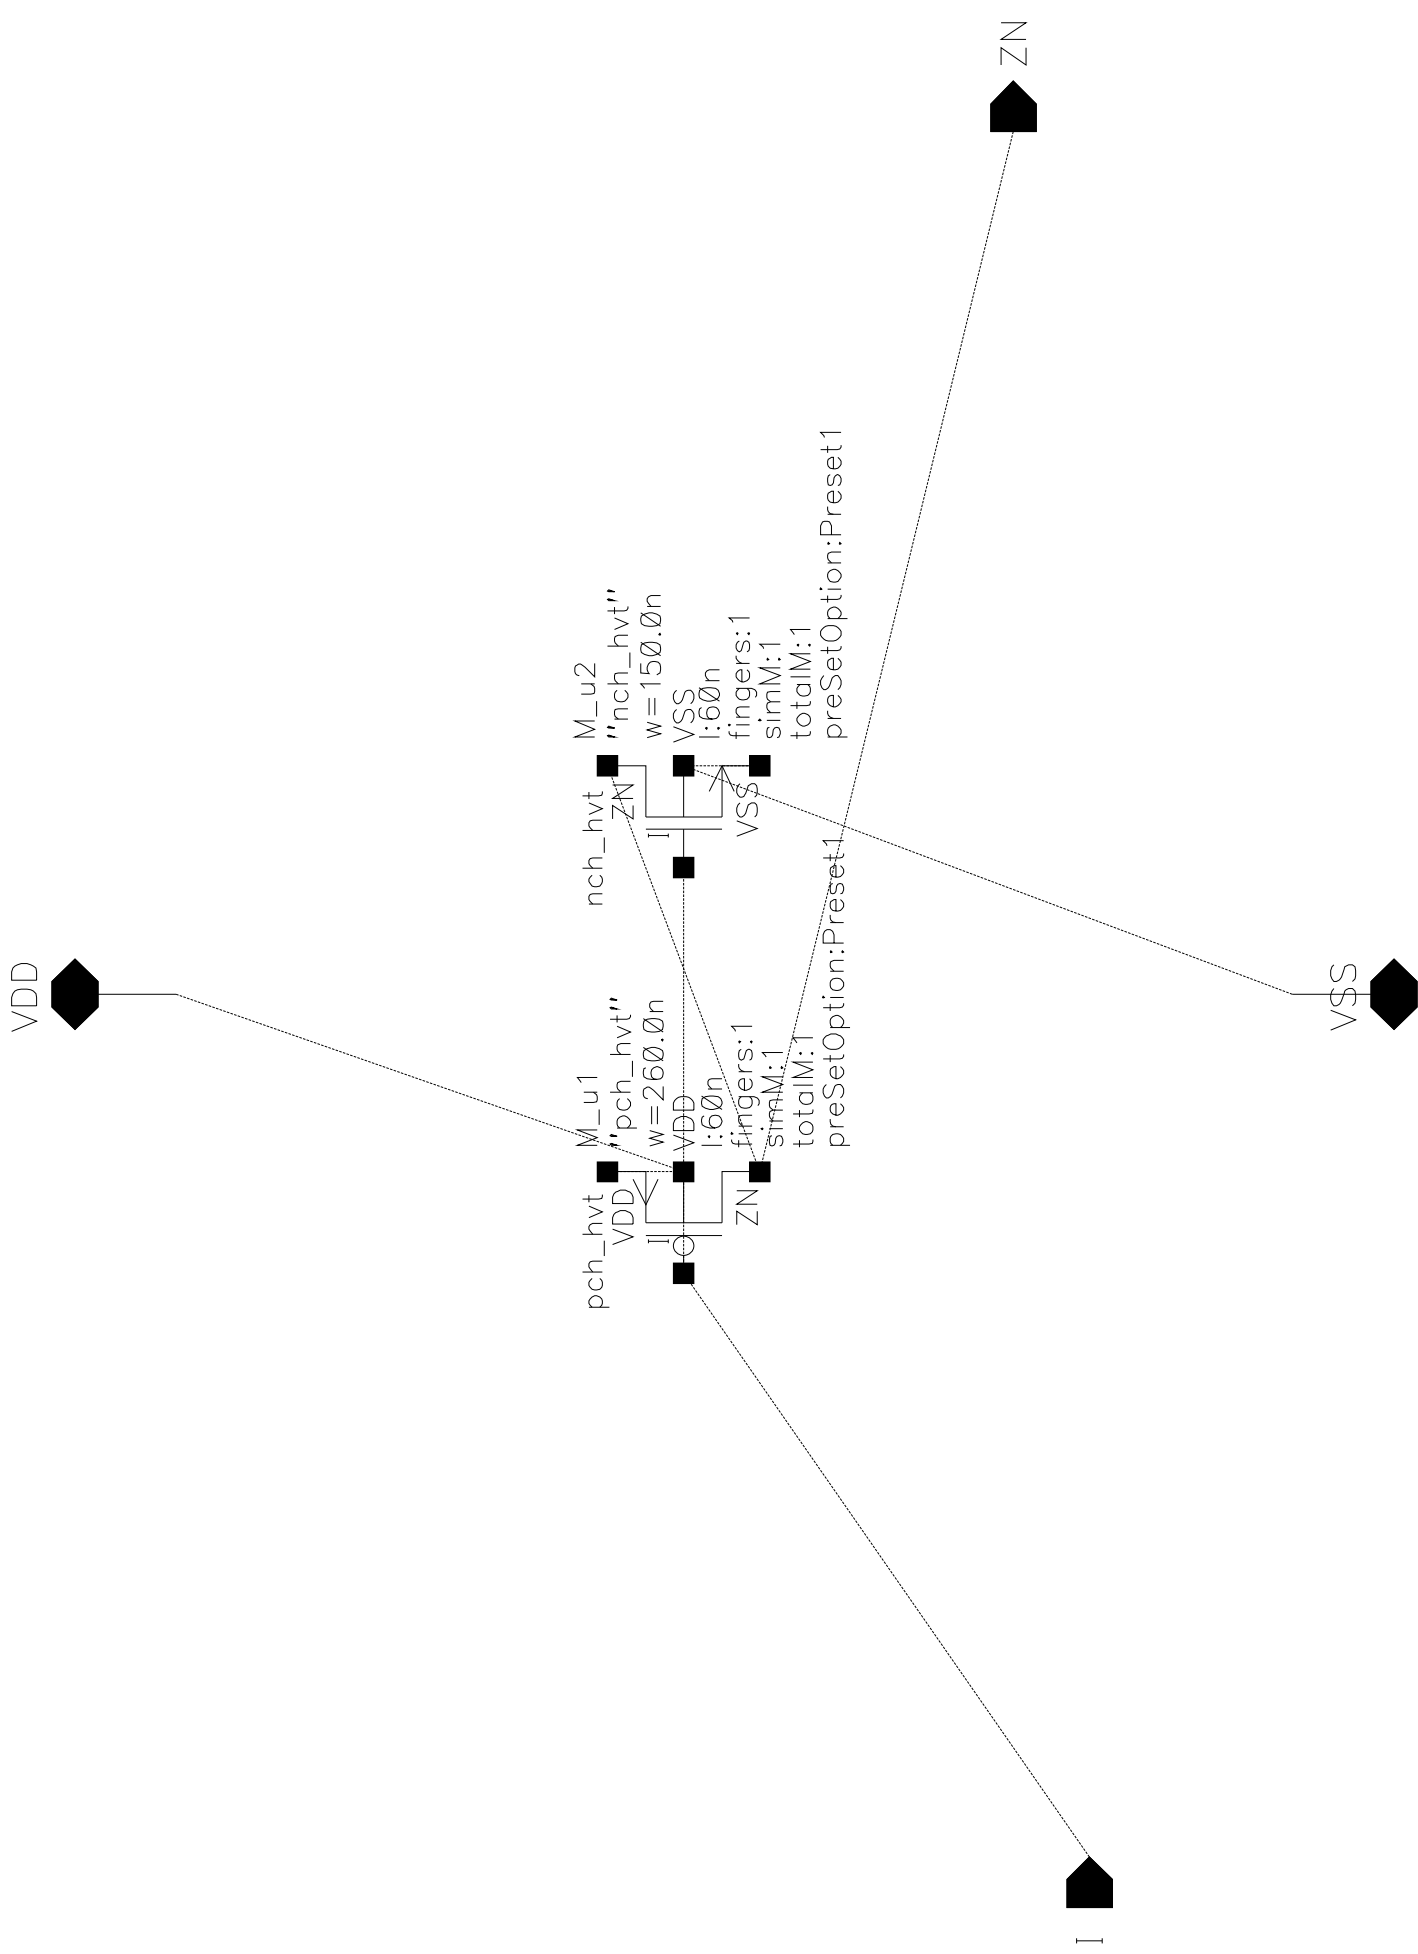 ZN
M_u2
"nch_hvt"
w=150.0n
VSS
l:60n
fingers:1
simM:1
totalM:1
preSetOption:Preset1
nch_hvt
ZN
I
VSS
VDD
VSS
M_u1
"pch_hvt"
w=260.0n
VDD
l:60n
fingers:1
simM:1
totalM:1
preSetOption:Preset1
pch_hvt
VDD
I
ZN
I